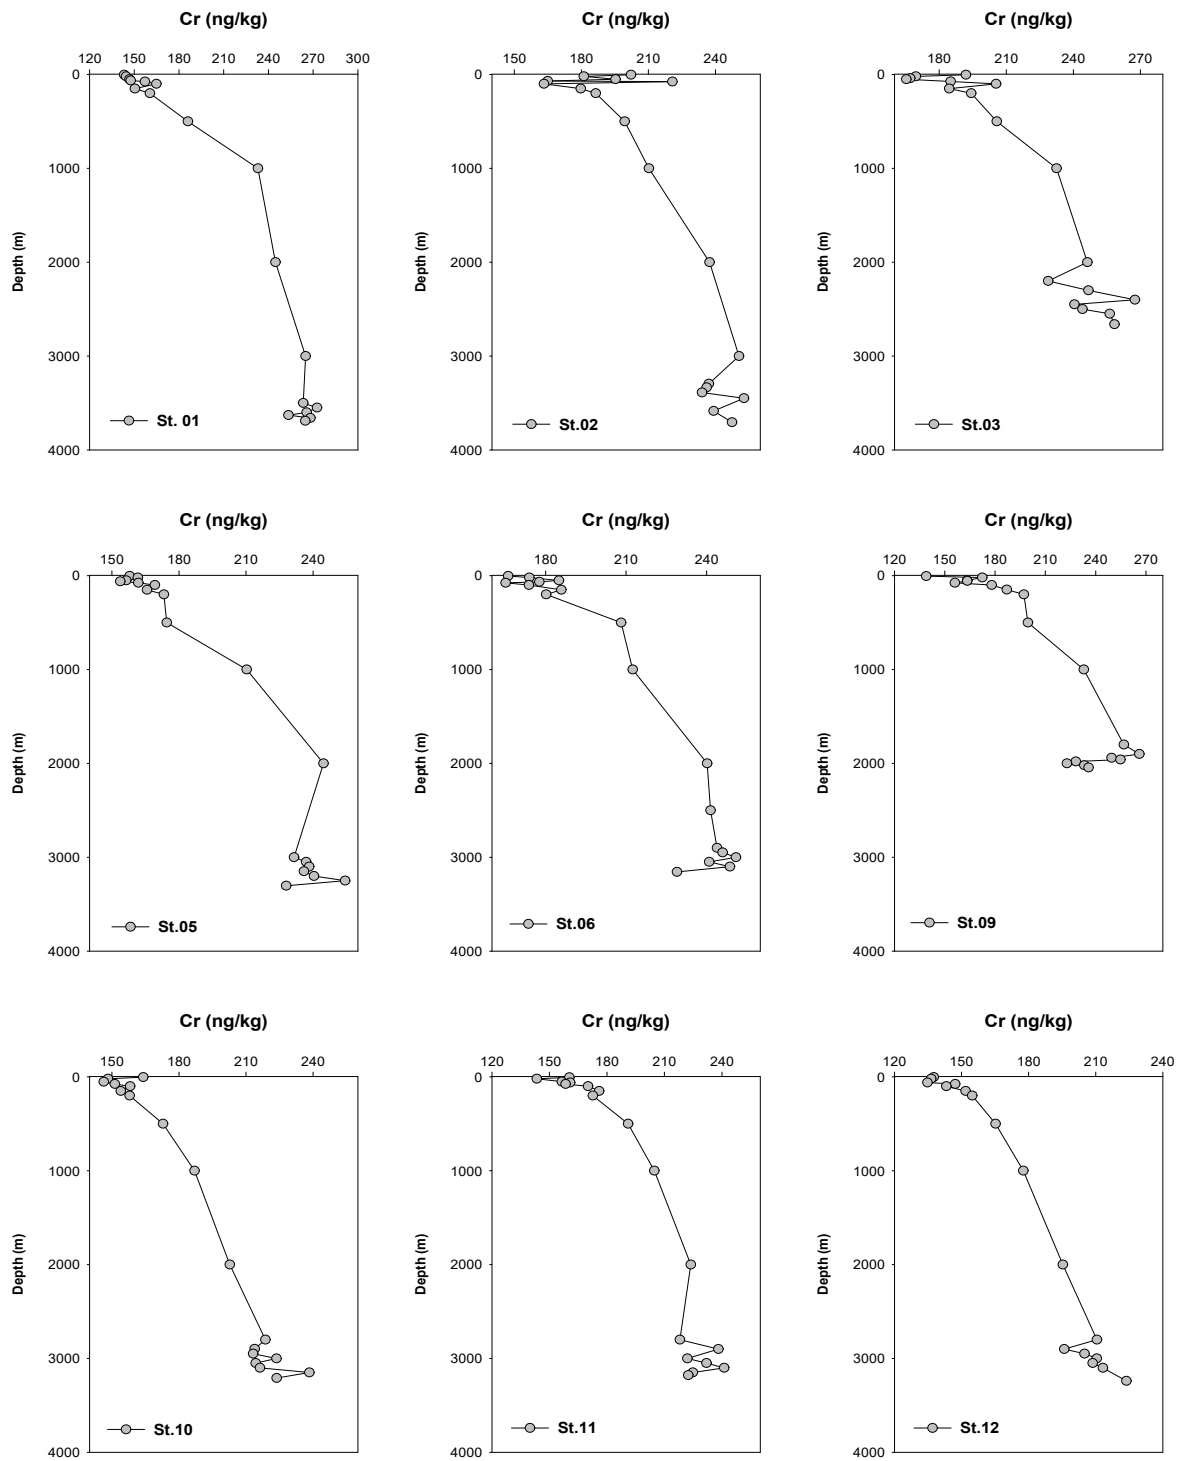 Cr (ng/kg) Cr (ng/kg) Cr (ng/kg)
120 150 180 210 240 270 300 150 180 210 240 180 210 240 270
0 0 0
1000 1000 1000
2000 2000 2000
Depth (m) Depth (m) Depth (m)
3000 3000 3000
St. 01 St.02 St.03
4000 4000 4000
Cr (ng/kg) Cr (ng/kg) Cr (ng/kg)
150 180 210 240 180 210 240 120 150 180 210 240 270
0 0 0
1000 1000 1000
2000 2000 2000
Depth (m) Depth (m) Depth (m)
3000 3000 3000
St.05 St.06 St.09
4000 4000 4000
Cr (ng/kg) Cr (ng/kg) Cr (ng/kg)
150 180 210 240 120 150 180 210 240 120 150 180 210 240
0 0 0
1000 1000 1000
2000 2000 2000
Depth (m) Depth (m) Depth (m)
3000 3000 3000
St.10 St.11 St.12
4000 4000 4000